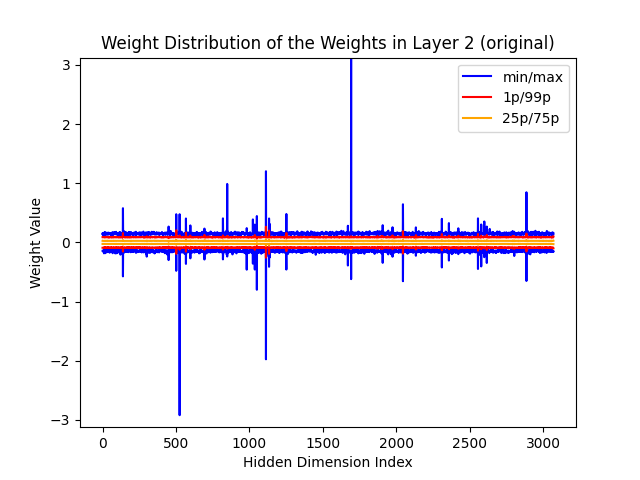 Weight Distribution of the Weights in Layer 2 (original)
min/max
1p/99p
25p/75p
Weight Value
3
2
1
0
−1
−2
−3
0 500 1000 1500 2000 2500 3000
Hidden Dimension Index